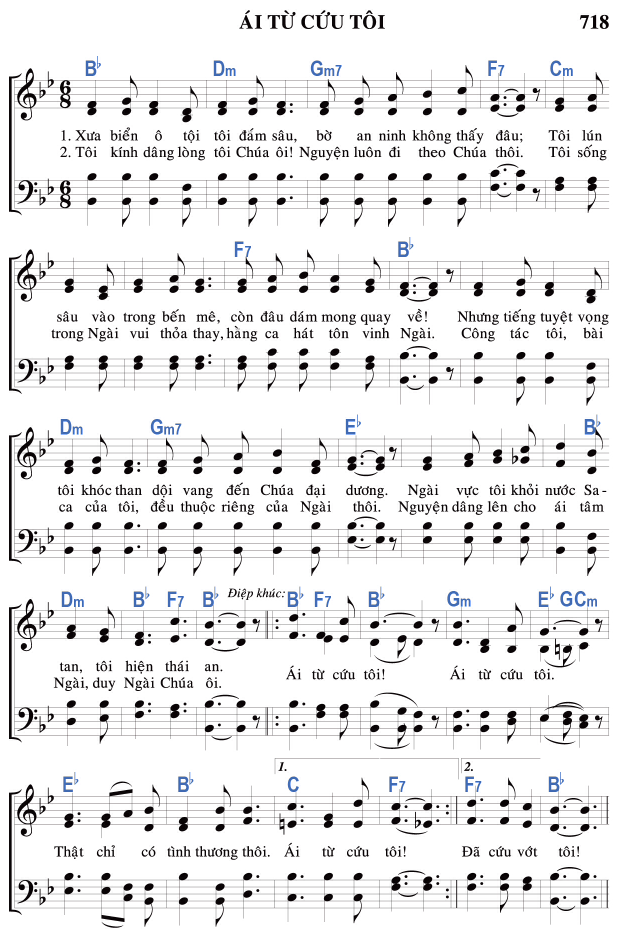 ÁI TỪ CỨU TÔI 718
B♭ Dm Gm7 F7 Cm
6/8
1. Xưa biển ô tội tôi đắm sâu, bờ an ninh không thấy đâu; Tôi lún
2. Tôi kính dâng lòng tôi Chúa ôi! Nguyện luôn đi theo Chúa thôi. Tôi sống
6/8
F7 B♭
sâu vào trong bến mê, còn đâu dám mong quay về! Nhưng tiếng tuyệt vọng
trong Ngài vui thỏa thay, hằng ca hát tôn vinh Ngài. Công tác tôi, bài
Dm Gm7 E♭ B♭
tôi khóc than dội vang đến Chúa đại dương. Ngài vực tôi khỏi nước Sa-
ca của tôi, đều thuộc riêng của Ngài thôi. Nguyện dâng lên cho ái tâm
Điệp khúc:
Dm B♭ F7 B♭ B♭ F7 B♭ Gm E♭ G Cm
tan, tôi hiện thái an.
Ngài, duy Ngài Chúa ôi.
Ái từ cứu tôi! Ái từ cứu tôi.
1. 2.
E♭ B♭ C F7 F7 B♭
Thật chỉ có tình thương thôi. Ái từ cứu tôi! Đã cứu vớt tôi!